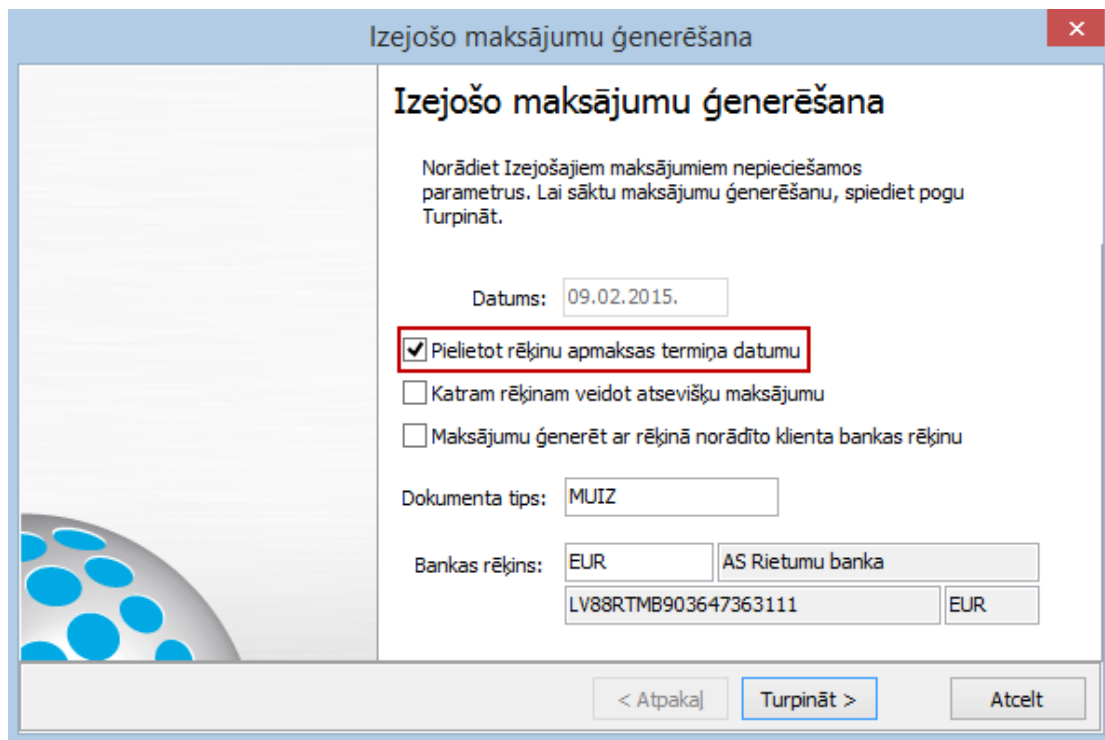 Izejošo maksājumu ģenerēšana
Izejošo maksājumu ģenerēšana
Norādiet Izejošajiem maksājumiem nepieciešamos
parametrus. Lai sāktu maksājumu ģenerēšanu, spiediet pogu
Turpināt.
Datums: 09.02.2015.
Pielietot rēķinu apmaksas termiņa datumu
Katram rēķinam veidot atsevišķu maksājumu
Maksājumu ģenerēt ar rēķinā norādīto klienta bankas rēķinu
Dokumenta tips: MUIZ
Bankas rēķins: EUR AS Rietumu banka
LV88RTMB903647363111 EUR
< Atpakaļ Turpināt > Atcelt